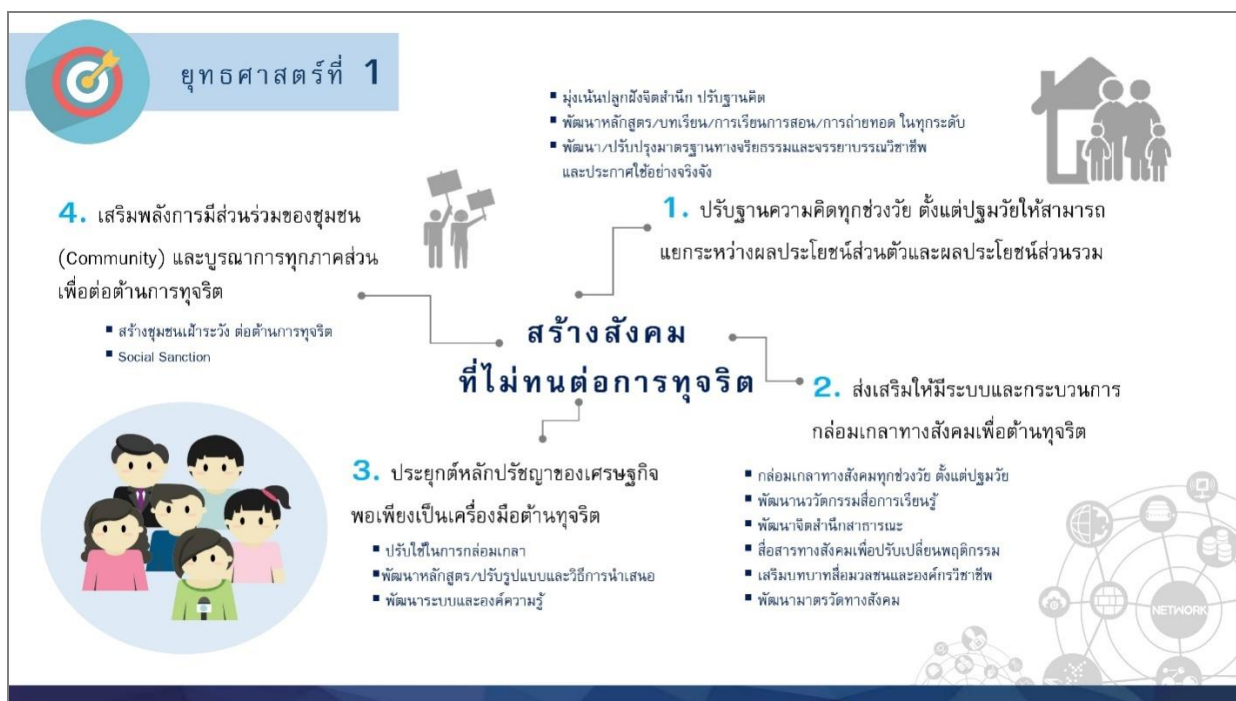 ยุทธศาสตร์ที่ 1
▪ มุ่งเน้นปลูกฝังจิตสำนึก ปรับฐานคิด
▪ พัฒนาหลักสูตร/บทเรียน/การเรียนการสอน/การถ่ายทอด ในทุกระดับ
▪ พัฒนา/ปรับปรุงมาตรฐานทางจริยธรรมและจรรยาบรรณวิชาชีพ
และประกาศใช้อย่างจริงจัง
1. ปรับฐานความคิดทุกช่วงวัย ตั้งแต่ปฐมวัยให้สามารถ
แยกระหว่างผลประโยชน์ส่วนตัวและผลประโยชน์ส่วนรวม
4. เสริมพลังการมีส่วนร่วมของชุมชน
(Community) และบูรณาการทุกภาคส่วน
เพื่อต่อต้านการทุจริต
▪ สร้างชุมชนเฝ้าระวัง ต่อต้านการทุจริต
▪ Social Sanction
สร้างสังคม
ที่ไม่ทนต่อการทุจริต
2. ส่งเสริมให้มีระบบและกระบวนการ
กล่อมเกลาทางสังคมเพื่อต้านทุจริต
▪ กล่อมเกลาทางสังคมทุกช่วงวัย ตั้งแต่ปฐมวัย
▪ พัฒนานวัตกรรมสื่อการเรียนรู้
▪ พัฒนาจิตสำนึกสาธารณะ
▪ สื่อสารทางสังคมเพื่อปรับเปลี่ยนพฤติกรรม
▪ เสริมบทบาทสื่อมวลชนและองค์กรวิชาชีพ
▪ พัฒนามาตรวัดทางสังคม
3. ประยุกต์หลักปรัชญาของเศรษฐกิจ
พอเพียงเป็นเครื่องมือต้านทุจริต
▪ ปรับใช้ในการกล่อมเกลา
▪พัฒนาหลักสูตร/ปรับรูปแบบและวิธีการนำเสนอ
▪ พัฒนาระบบและองค์ความรู้
NETWORK